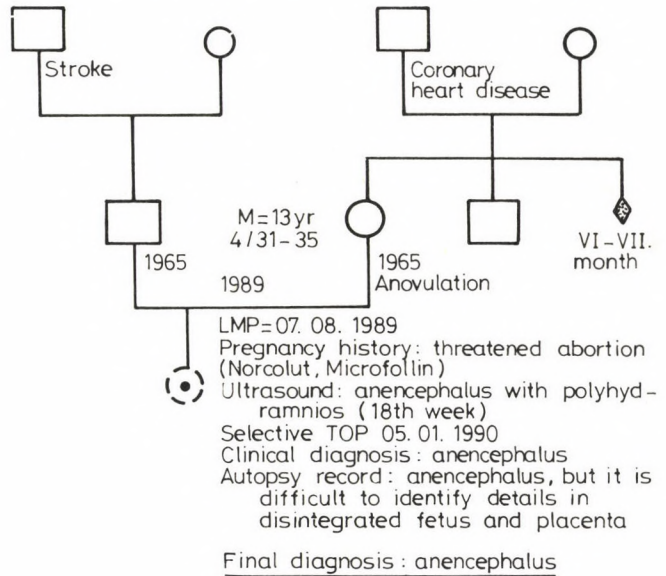 Stroke
Coronary
heart disease
M=13yr
4/31-35
VI-VII.
month
1965
1989
1965
Anovulation
LMP=07. 08. 1989
Pregnancy history: threatened abortion
(Norcolut, Microfollin)
Ultrasound: anencephalus with polyhyd-
ramnios (18th week)
Selective TOP 05. 01. 1990
Clinical diagnosis: anencephalus
Autopsy record: anencephalus, but it is
difficult to identify details in
disintegrated fetus and placenta
Final diagnosis: anencephalus